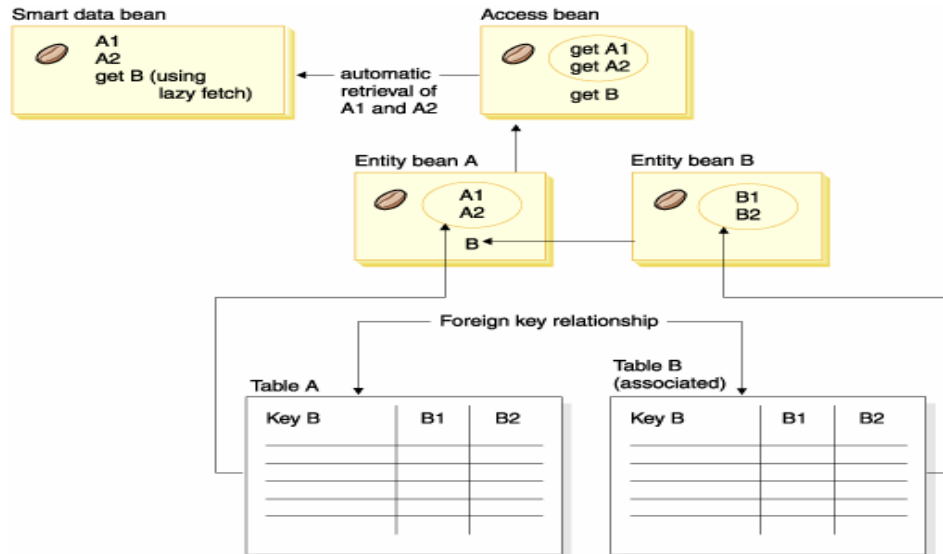 Smart data bean
A1
A2
get B (using
lazy fetch)
automatic
retrieval of
A1 and A2
Access bean
get A1
get A2
get B
Entity bean A
A1
A2
B
Entity bean B
B1
B2
Foreign key relationship
Table A
Key B B1 B2
Table B
(associated)
Key B B1 B2